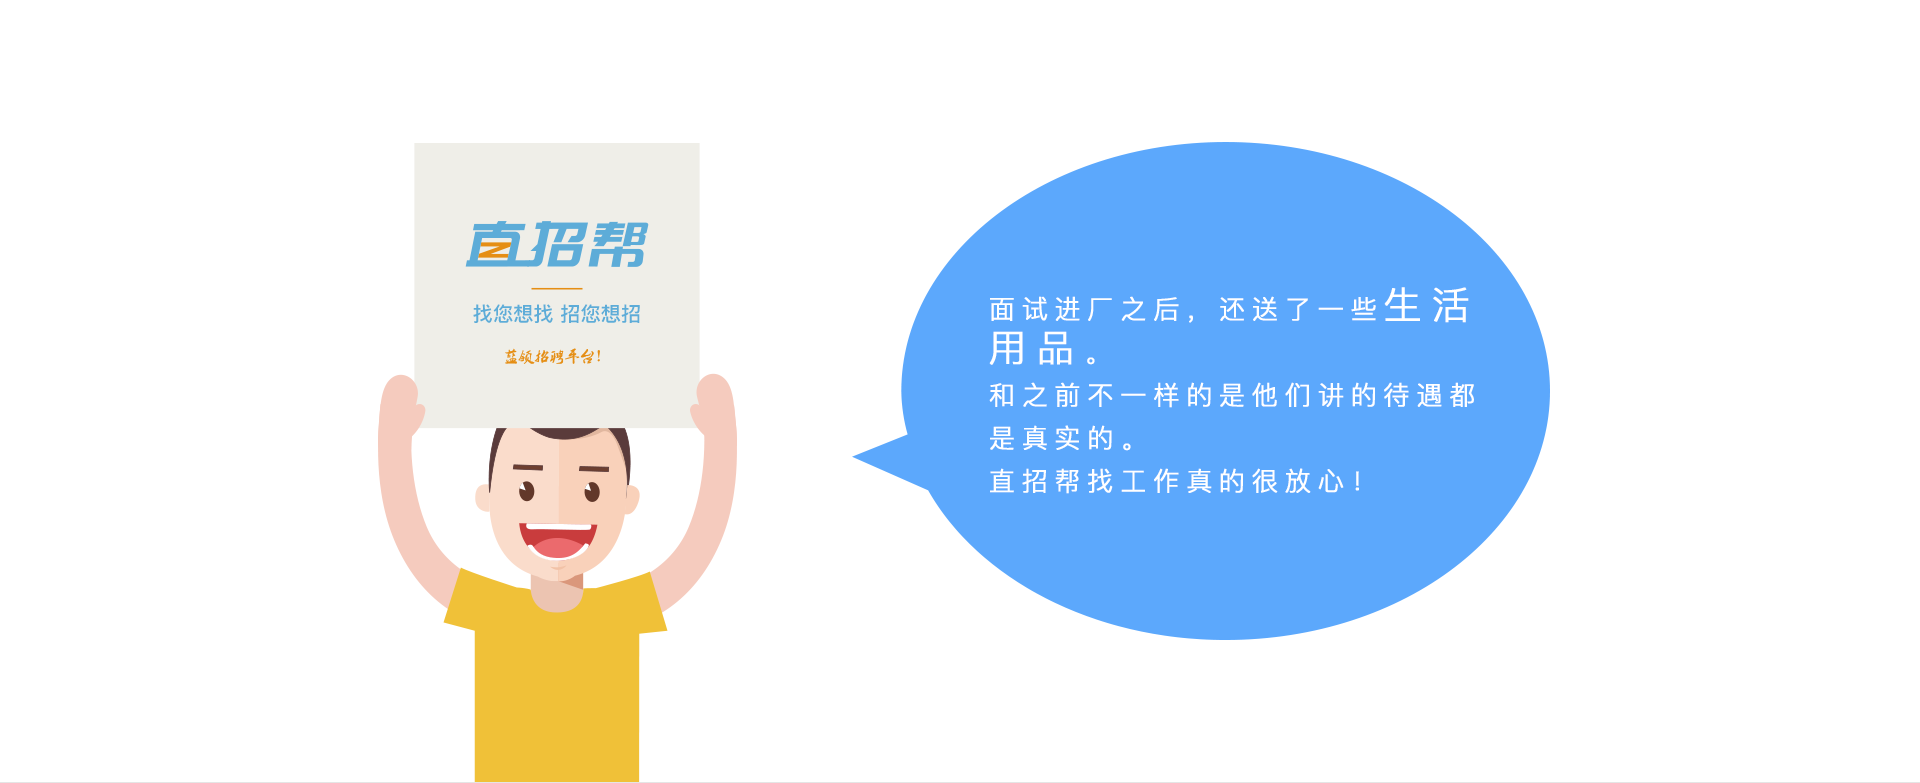 直招帮
找您想找 招您想招
蓝领招聘平台!
面试进厂之后，还送了一些生活
用品。
和之前不一样的是他们讲的待遇都
是真实的。
直招帮找工作真的很放心！